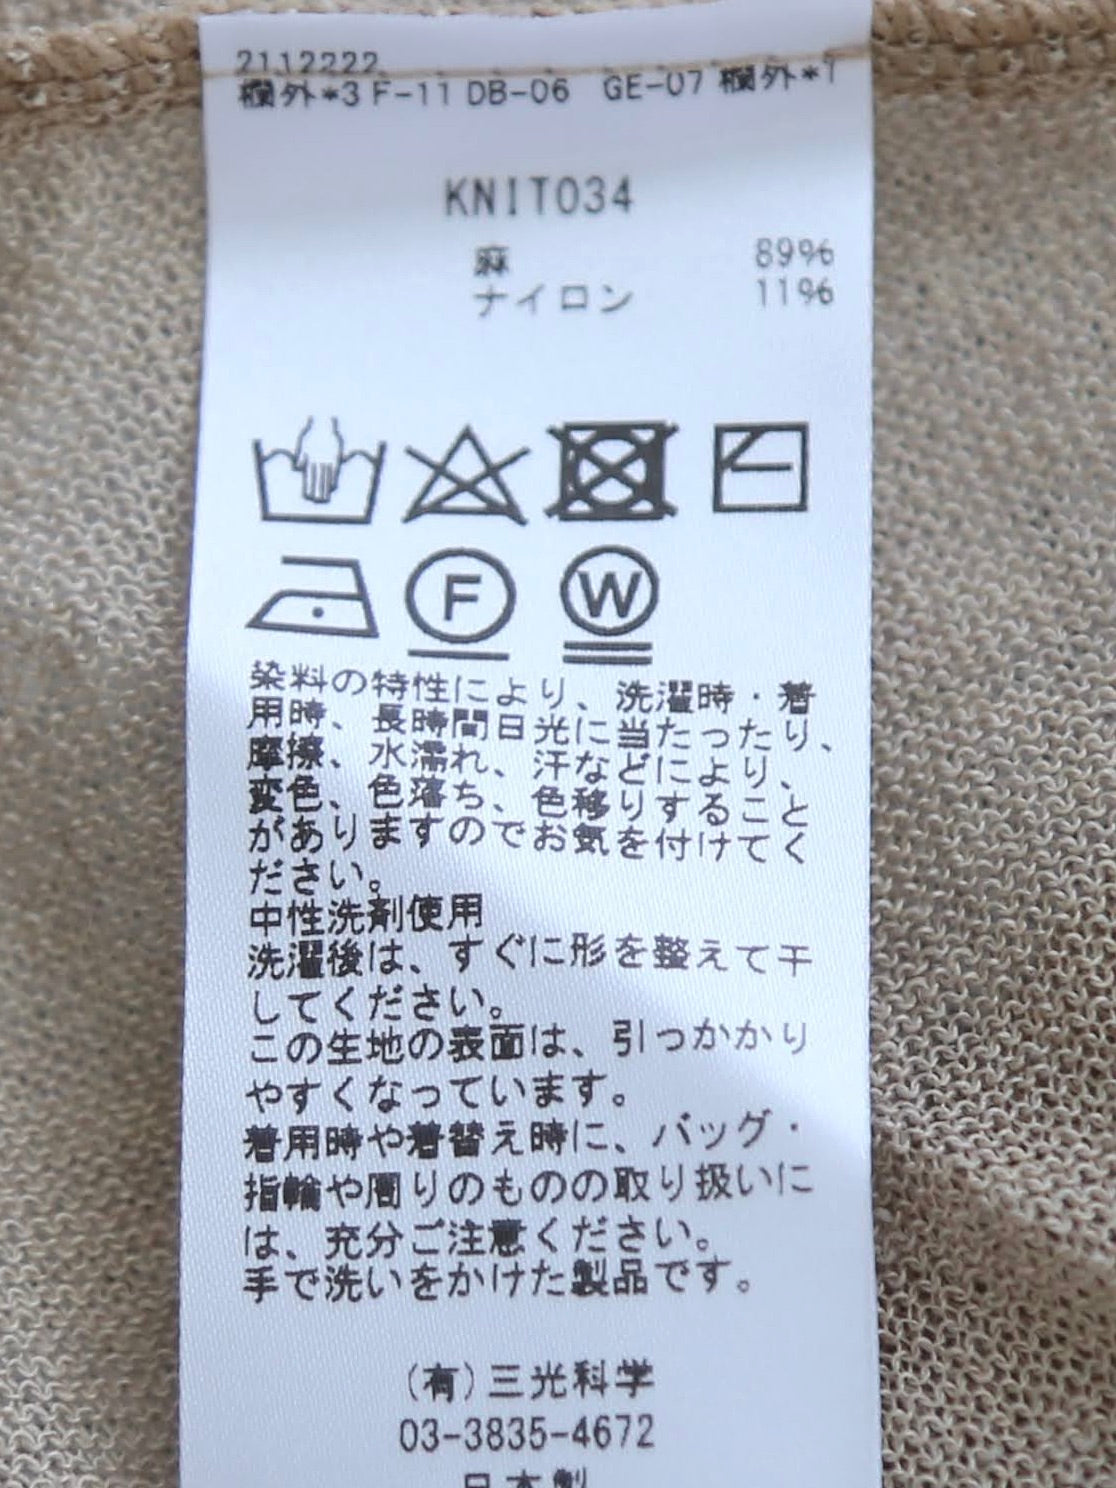 2112222
欄外*3 F-11 DB-06 GE-07 欄外*1
KNIT034
麻 89%
ナイロン 11%
F W
染料の特性により、洗濯時・着
用時、長時間日光に当たったり、
摩擦、水濡れ、汗などにより、
変色、色落ち、色移りすること
がありますのでお気を付けてく
ださい。
中性洗剤使用
洗濯後は、すぐに形を整えて干
してください。
この生地の表面は、引っかかり
やすくなっています。
着用時や着替え時に、バッグ・
指輪や周りのものの取り扱いに
は、充分ご注意ください。
手で洗いをかけた製品です。
(有)三光科学
03-3835-4672
日本製